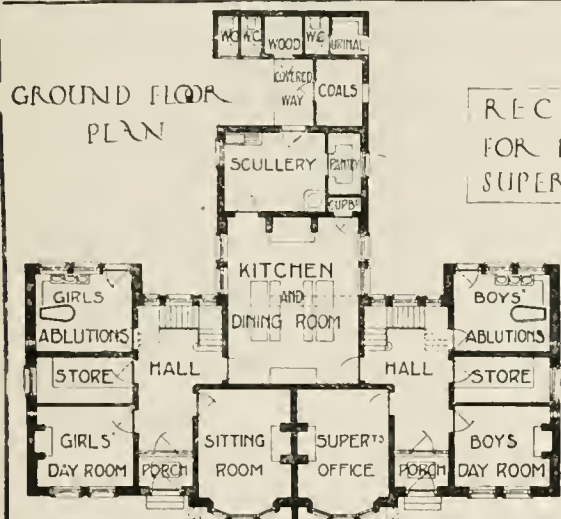 WC
W.C
WOOD
W.C
URINAL
GROUND FLOOR
PLAN
COVERED
WAY
COALS
REC
FOR
SUPER
SCULLERY
PANTRY
CUPBD
KITCHEN
AND
DINING ROOM
GIRLS
ABLUTIONS
BOYS'
ABLUTIONS
STORE
HALL
HALL
STORE
GIRLS'
DAY ROOM
PORCH
SITTING
ROOM
SUPERTS
OFFICE
PORCH
BOYS
DAY ROOM